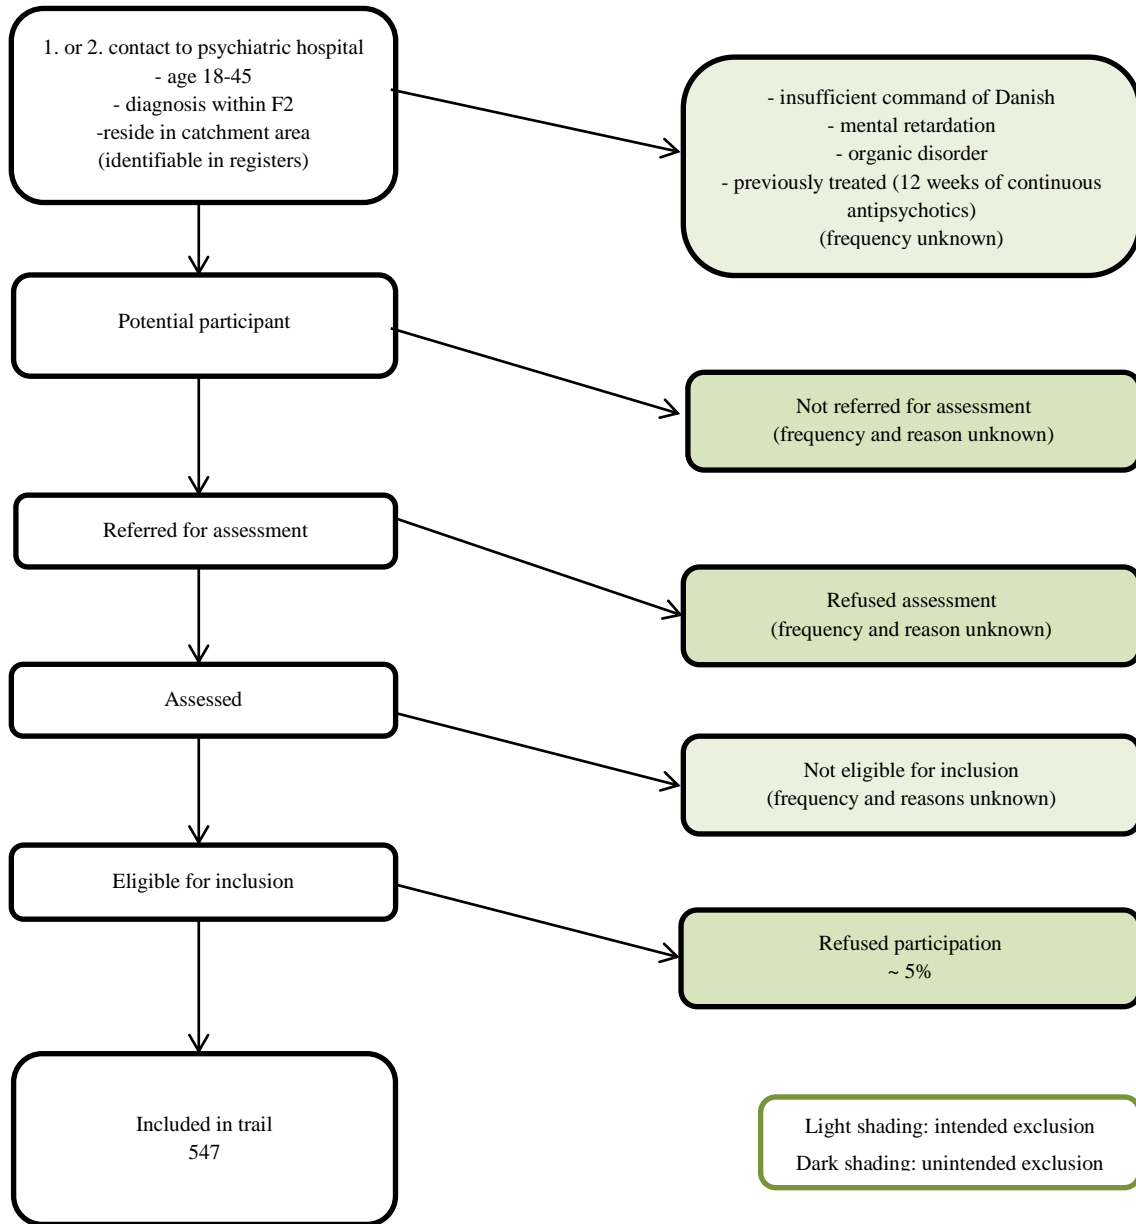 1. or 2. contact to psychiatric hospital
- age 18-45
- diagnosis within F2
-reside in catchment area
(identifiable in registers)
- insufficient command of Danish
- mental retardation
- organic disorder
- previously treated (12 weeks of continuous
antipsychotics)
(frequency unknown)
Potential participant
Not referred for assessment
(frequency and reason unknown)
Referred for assessment
Refused assessment
(frequency and reason unknown)
Assessed
Not eligible for inclusion
(frequency and reasons unknown)
Eligible for inclusion
Refused participation
~ 5%
Included in trail
547
Light shading: intended exclusion
Dark shading: unintended exclusion